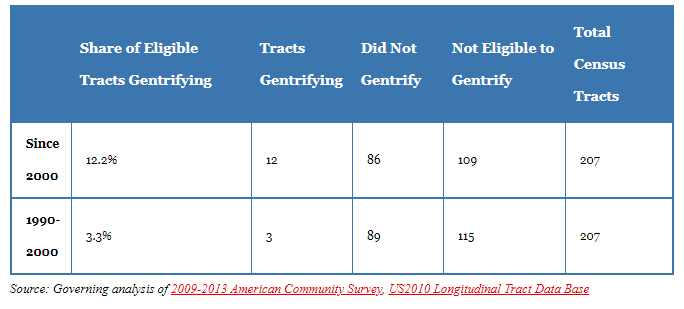 Share of Eligible Tracts Gentrifying	Tracts Gentrifying	Did Not Gentrify	Not Eligible to Gentrify	Total Census Tracts
Since 2000	12.2%	12	86	109	207
1990-2000	3.3%	3	89	115	207
Source: Governing analysis of 2009-2013 American Community Survey, US2010 Longitudinal Tract Data Base